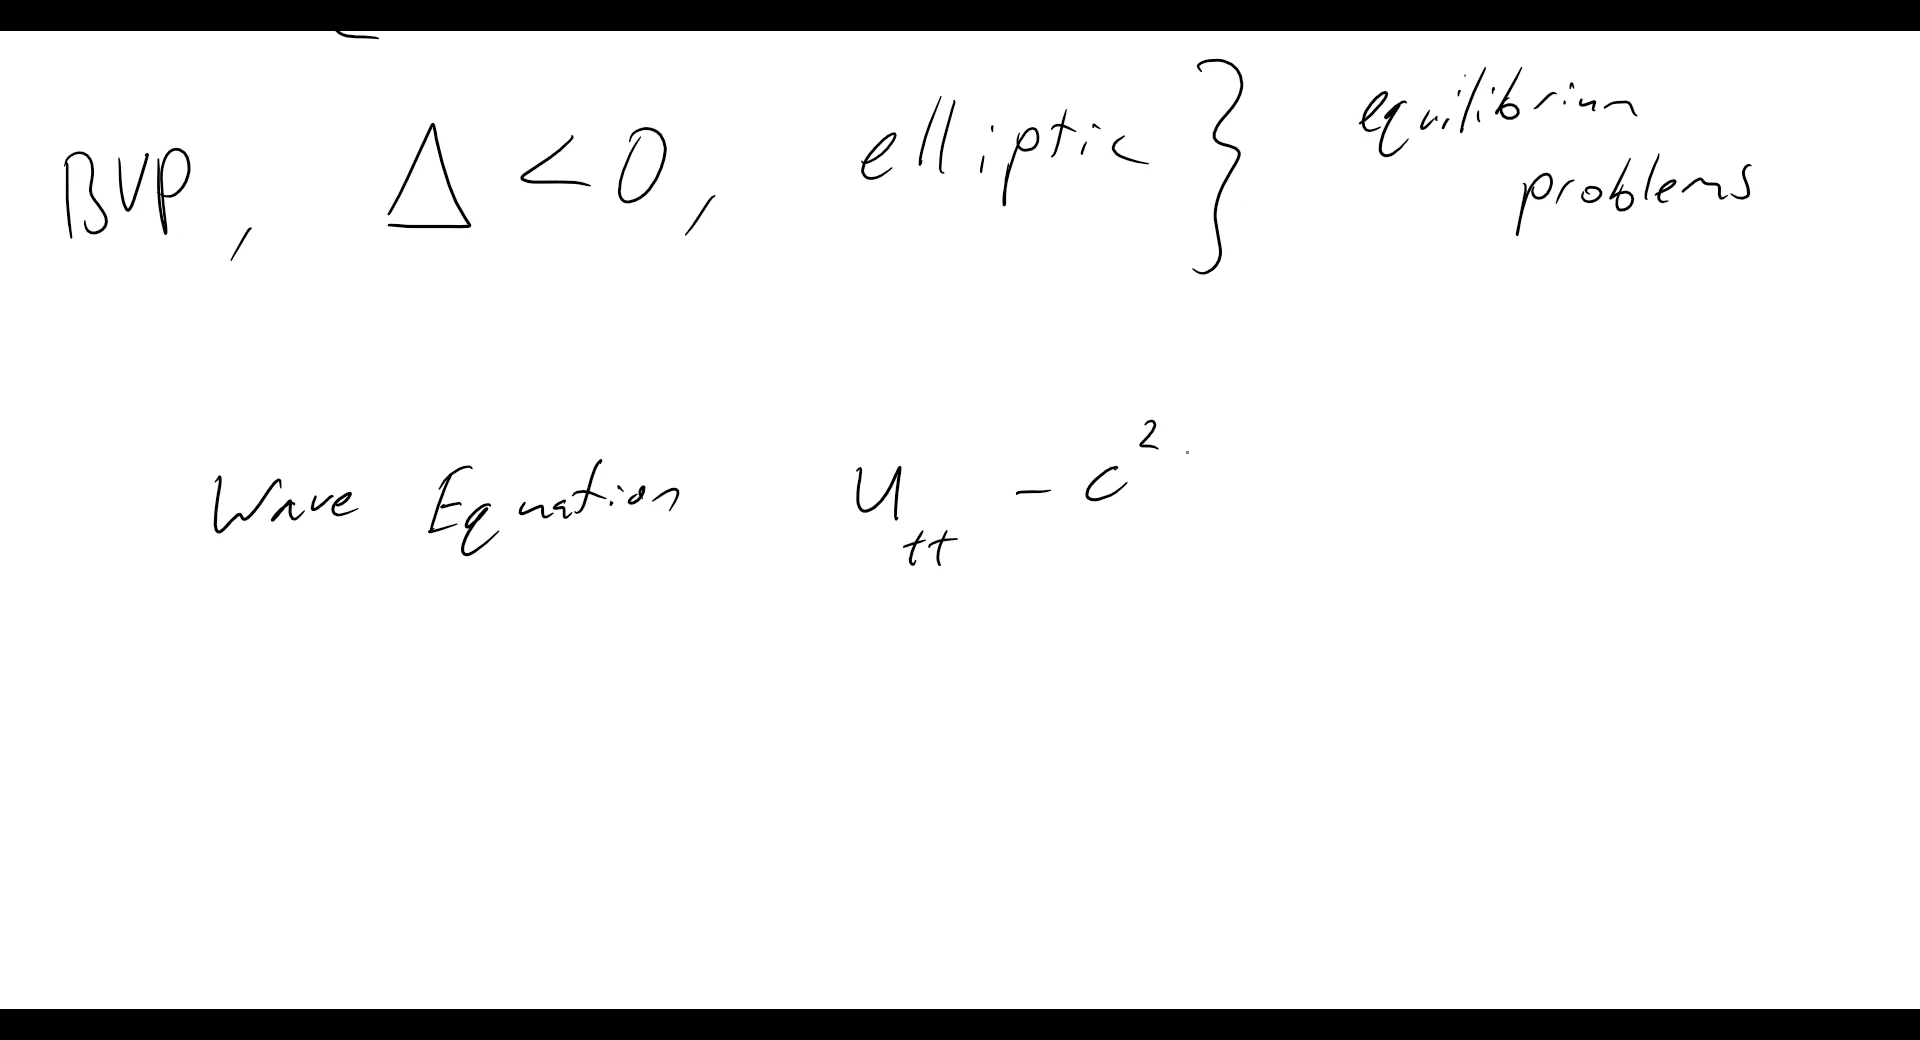 BVP, Δ < 0, elliptic } equilibrium
problems
Wave Equation u_tt - c²